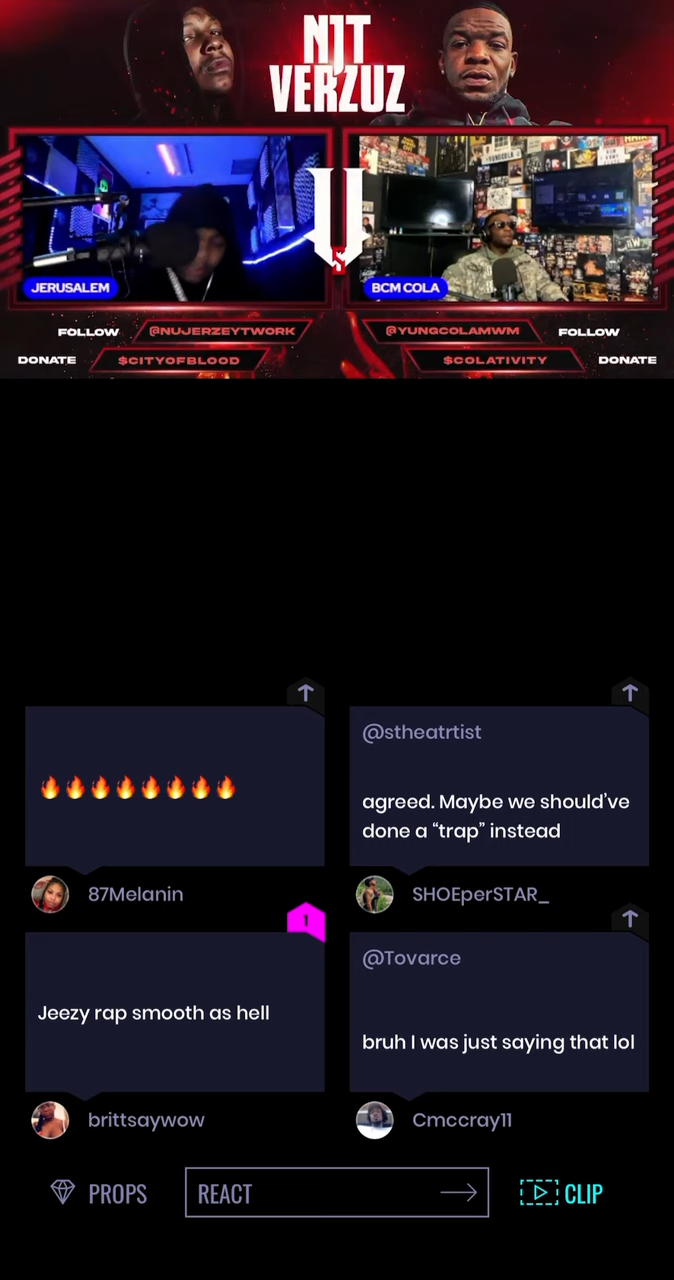 NJT
VERZUZ
JERUSALEM
VS
BCM COLA
FOLLOW
@NUJERZEYTWORK
@YUNGCOLAMWM
FOLLOW
DONATE
$CITYOFBLOOD
$COLATIVITY
DONATE
🔥🔥🔥🔥🔥🔥🔥🔥
87Melanin
@stheatrtist
agreed. Maybe we should've
done a “trap” instead
SHOEperSTAR_
1
Jeezy rap smooth as hell
brittsaywow
@Tovarce
bruh I was just saying that lol
Cmccray11
PROPS
REACT
CLIP